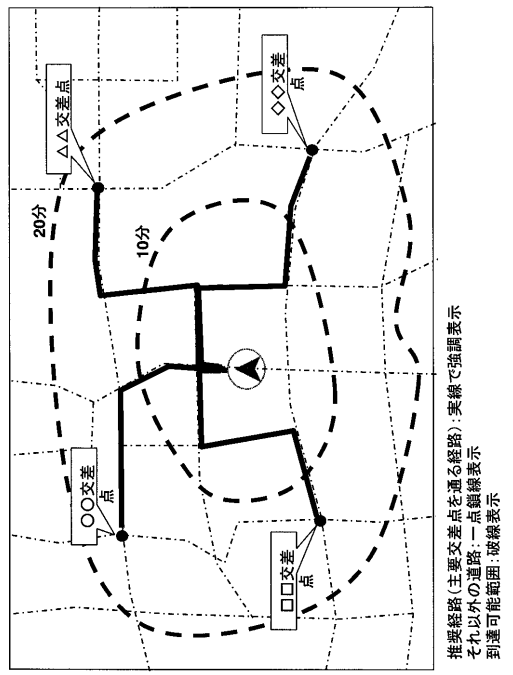 20分
10分
△△交差点
◇◇交差
点
○○交差
点
□□交差
点
推奨経路(主要交差点を通る経路):実線で強調表示
それ以外の道路:一点鎖線表示
到達可能範囲:破線表示